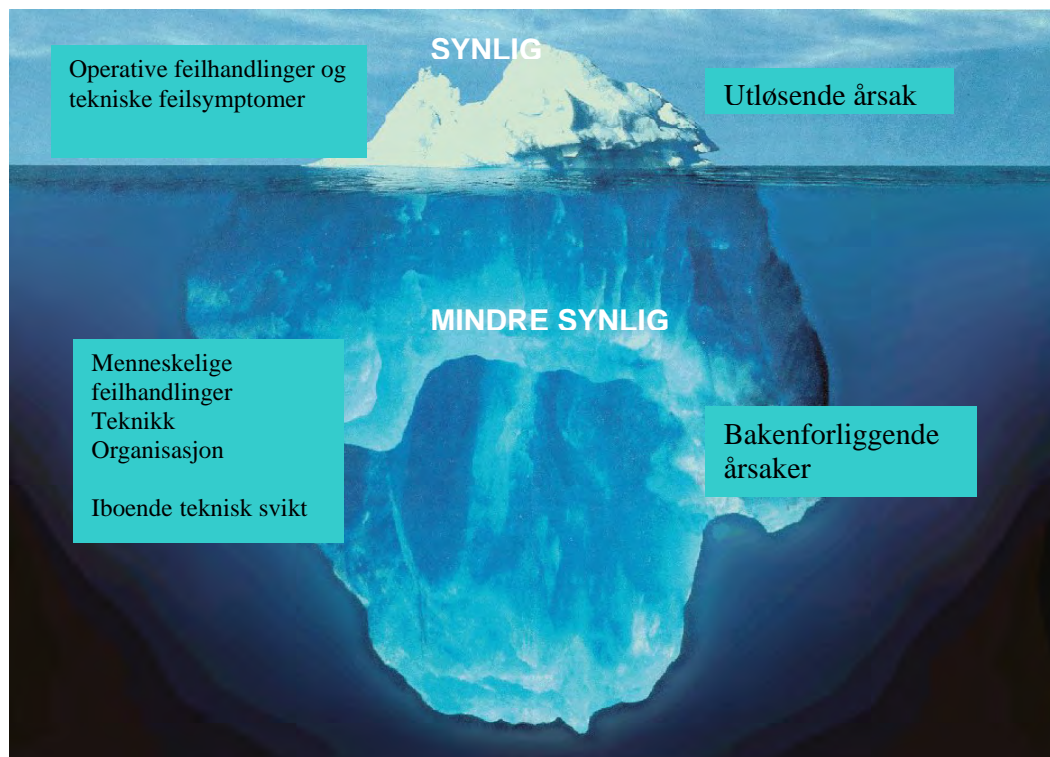 SYNLIG
Operative feilhandlinger og
tekniske feilsymptomer
Utløsende årsak
MINDRE SYNLIG
Menneskelige
feilhandlinger
Teknikk
Organisasjon
Iboende teknisk svikt
Bakenforliggende
årsaker